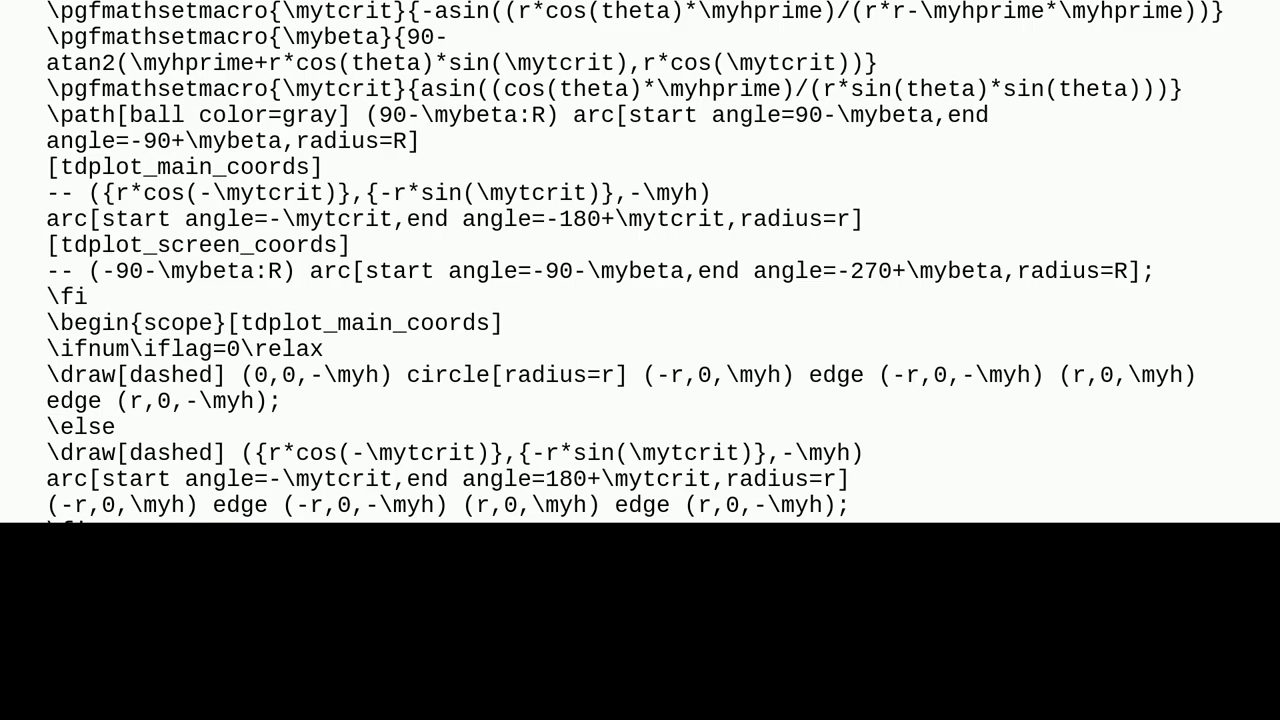 \pgfmathsetmacro{\mytcrit}{-asin((r*cos(theta)*\myhprime)/(r*r-\myhprime*\myhprime))}
\pgfmathsetmacro{\mybeta}{90-
atan2(\myhprime+r*cos(theta)*sin(\mytcrit),r*cos(\mytcrit))}
\pgfmathsetmacro{\mytcrit}{asin((cos(theta)*\myhprime)/(r*sin(theta)*sin(theta)))}
\path[ball color=gray] (90-\mybeta:R) arc[start angle=90-\mybeta,end
angle=-90+\mybeta,radius=R]
[tdplot_main_coords]
-- ({r*cos(-\mytcrit)},{-r*sin(\mytcrit)},-\myh)
arc[start angle=-\mytcrit,end angle=-180+\mytcrit,radius=r]
[tdplot_screen_coords]
-- (-90-\mybeta:R) arc[start angle=-90-\mybeta,end angle=-270+\mybeta,radius=R];
\fi
\begin{scope}[tdplot_main_coords]
\ifnum\iflag=0\relax
\draw[dashed] (0,0,-\myh) circle[radius=r] (-r,0,\myh) edge (-r,0,-\myh) (r,0,\myh)
edge (r,0,-\myh);
\else
\draw[dashed] ({r*cos(-\mytcrit)},{-r*sin(\mytcrit)},-\myh)
arc[start angle=-\mytcrit,end angle=180+\mytcrit,radius=r]
(-r,0,\myh) edge (-r,0,-\myh) (r,0,\myh) edge (r,0,-\myh);